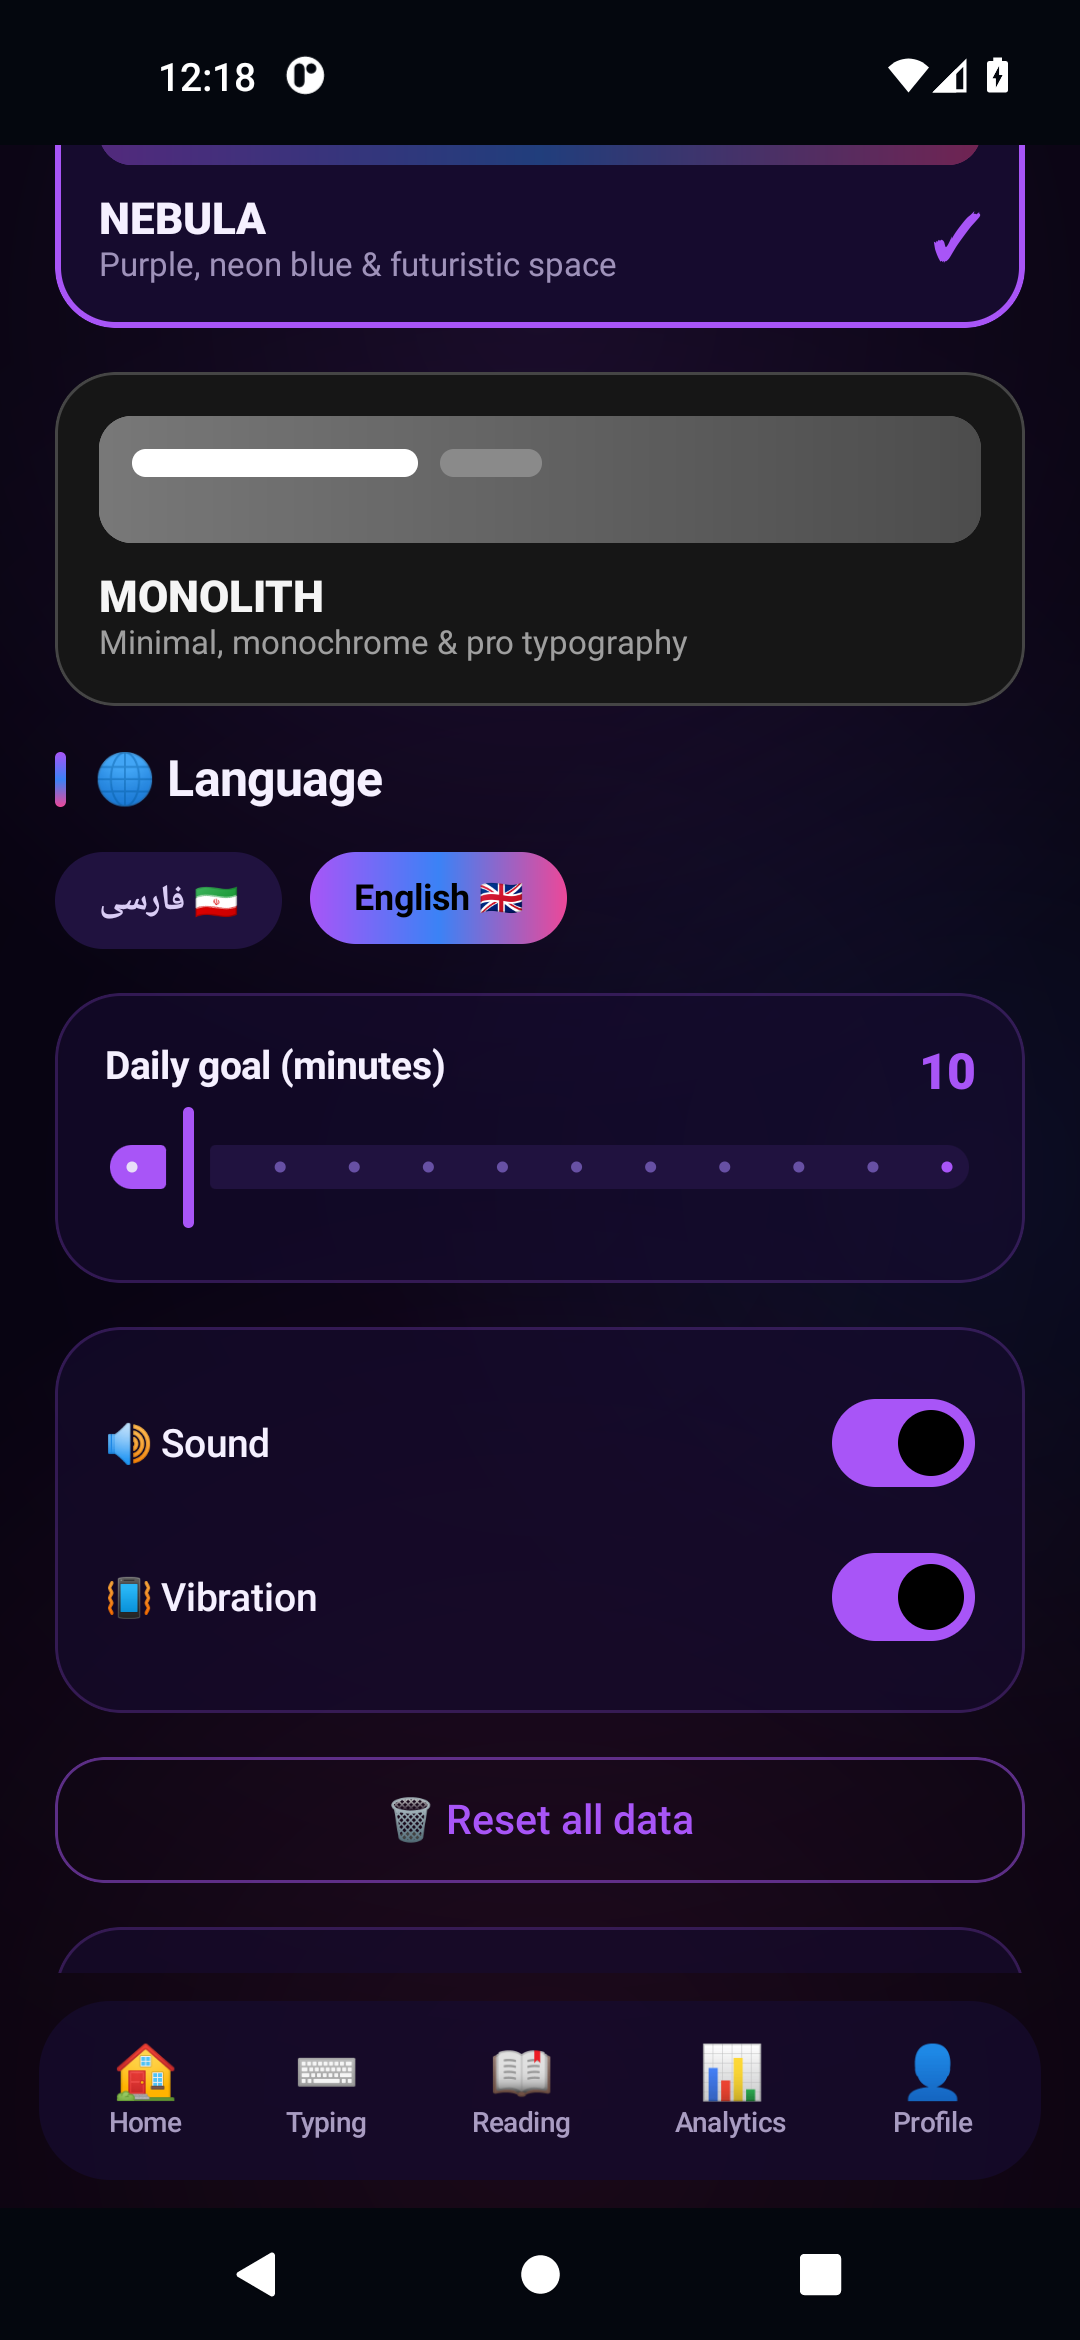 12:18
NEBULA
Purple, neon blue & futuristic space
✓
MONOLITH
Minimal, monochrome & pro typography
🌐 Language
فارسی 🇮🇷
English 🇬🇧
Daily goal (minutes)
10
🔊 Sound
📳 Vibration
🗑️ Reset all data
Home
Typing
Reading
Analytics
Profile